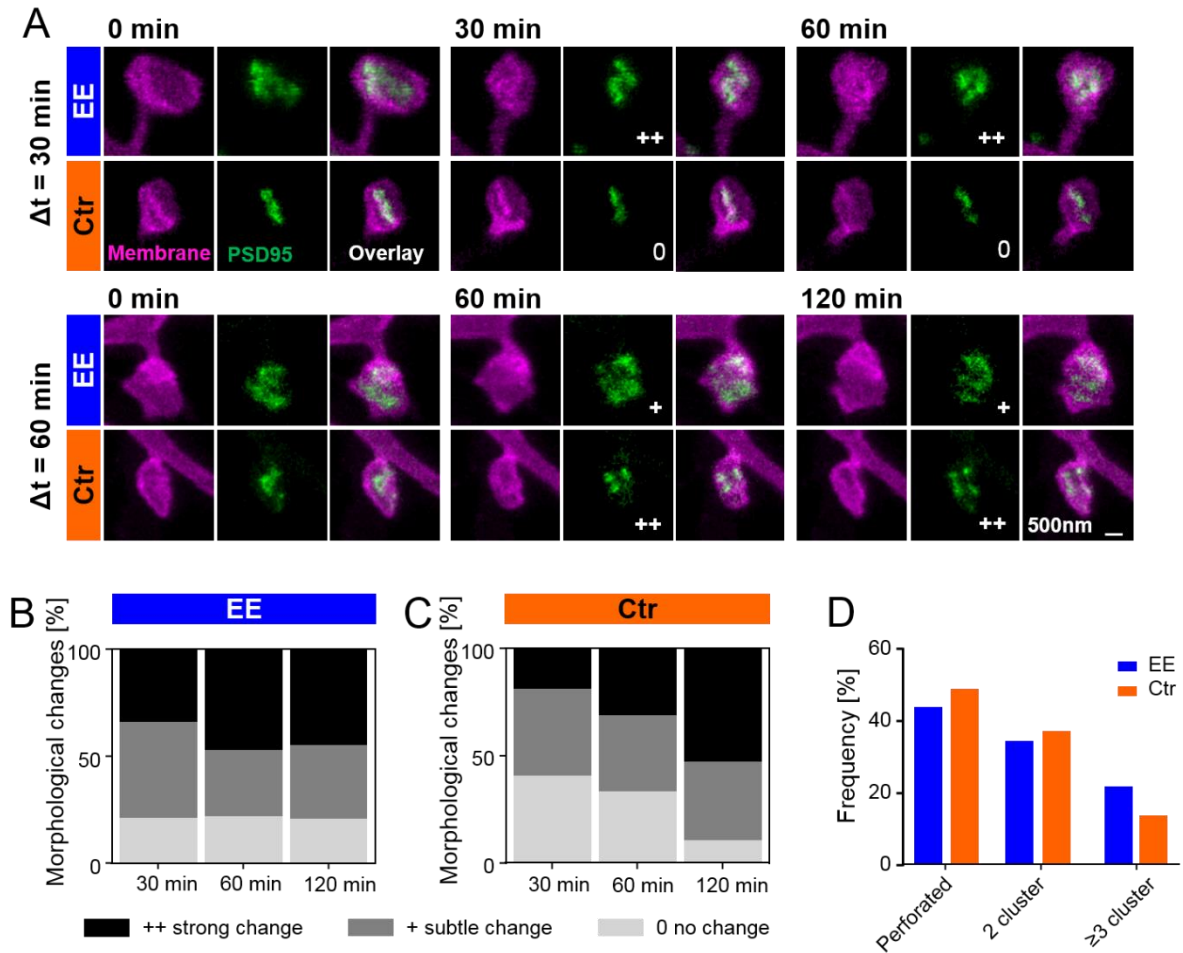 A
0 min
30 min
60 min
Δt = 30 min
EE
++
++
Ctr
Membrane
PSD95
Overlay
0
0
0 min
60 min
120 min
Δt = 60 min
EE
+
+
Ctr
++
++
500nm
B
EE
Morphological changes [%]
100
50
0
30 min
60 min
120 min
C
Ctr
Morphological changes [%]
100
50
0
30 min
60 min
120 min
++ strong change
+ subtle change
0 no change
D
Frequency [%]
60
40
20
0
EE
Ctr
Perforated
2 cluster
≥3 cluster